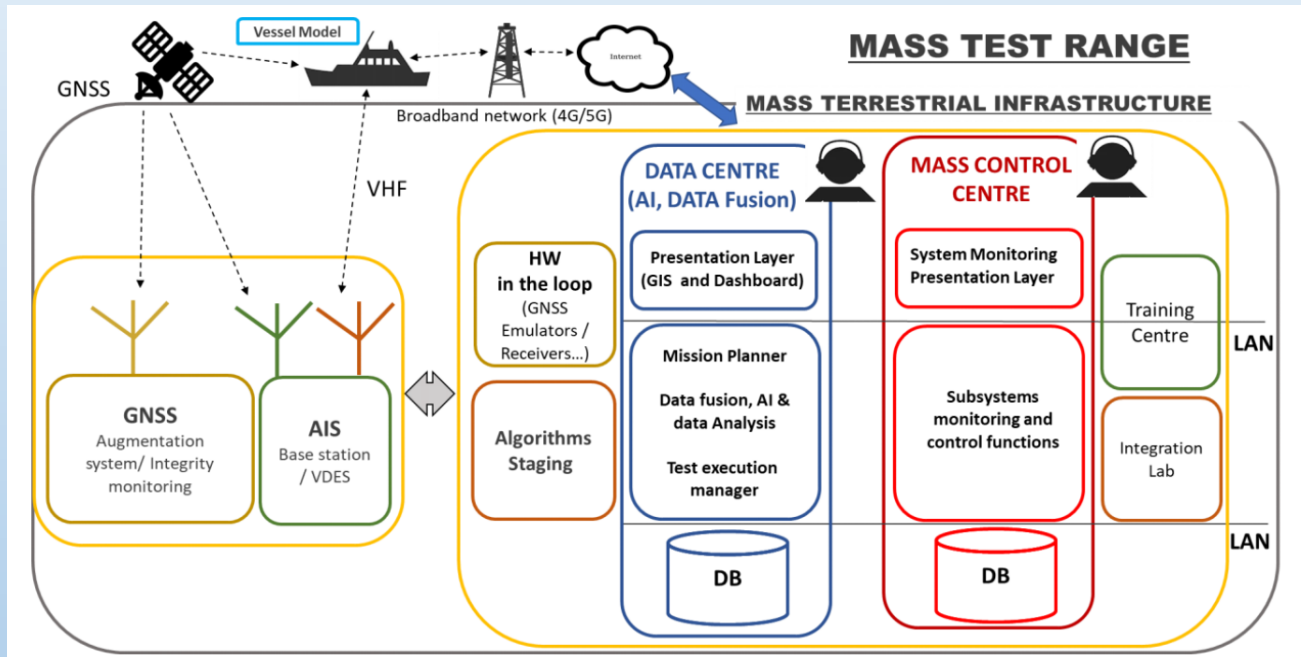 MASS TEST RANGE
Vessel Model
Internet
GNSS
MASS TERRESTRIAL INFRASTRUCTURE
Broadband network (4G/5G)
VHF
DATA CENTRE
(AI, DATA Fusion)
MASS CONTROL
CENTRE
HW
in the loop
(GNSS
Emulators /
Receivers...)
Presentation Layer
(GIS and Dashboard)
System Monitoring
Presentation Layer
Training
Centre
LAN
Mission Planner
Data fusion, AI &
data Analysis
Test execution
manager
Subsystems
monitoring and
control functions
GNSS
Augmentation
system/ Integrity
monitoring
AIS
Base station
/ VDES
Algorithms
Staging
Integration
Lab
LAN
DB
DB